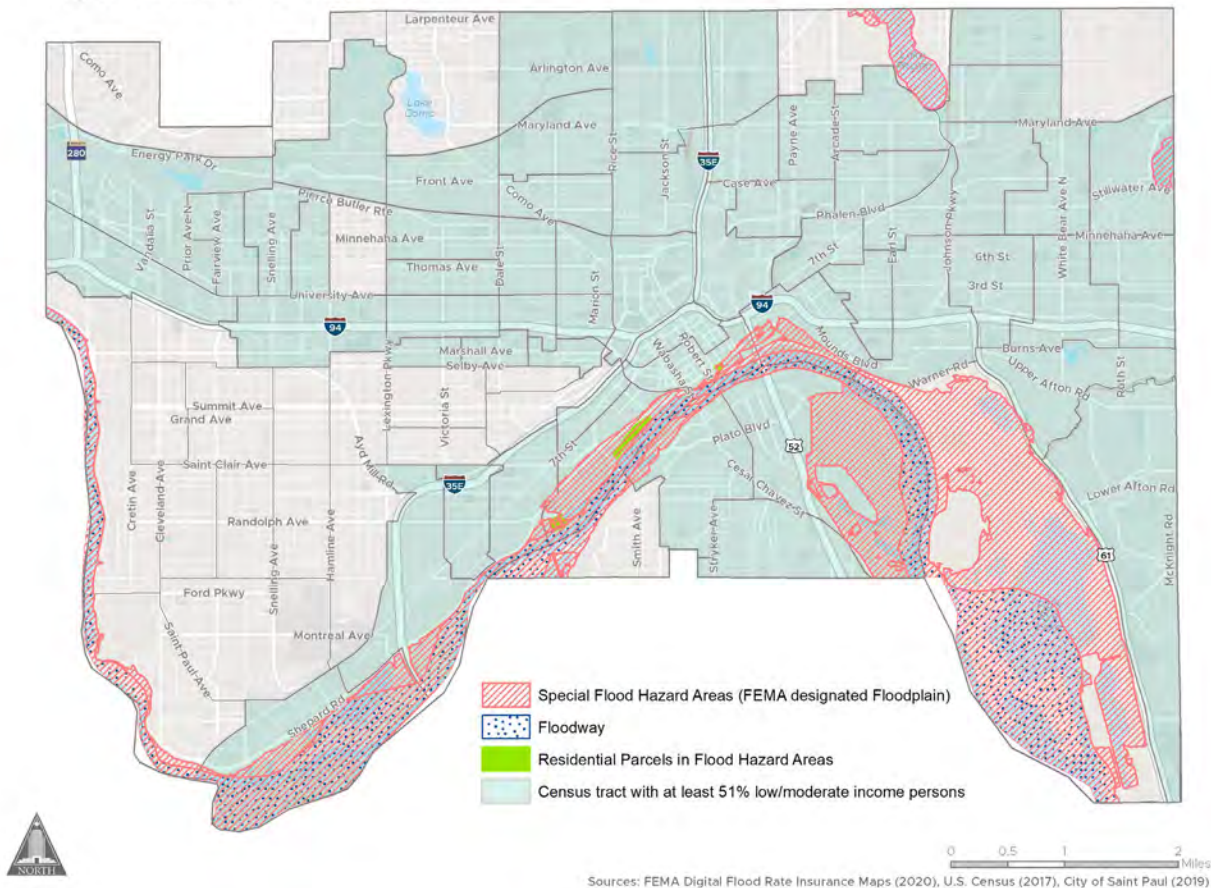 Larpenteur Ave
Como Ave
Arlington Ave
Lake
Como
Maryland Ave
Maryland Ave
Energy Park Dr
280
Front Ave
Como Ave
Rice St
Jackson St
35E
Case Ave
Payne Ave
Arcade St
Stillwater Ave
Pierce Butler Rte
Phalen Blvd
Johnson Pkwy
White Bear Ave N
Minnehaha Ave
Minnehaha Ave
Vandalia St
Prior Ave N
Fairview Ave
Snelling Ave
Thomas Ave
Dale St
7th St
Earl St
6th St
3rd St
University Ave
Marion St
94
94
Marshall Ave
Selby Ave
Robert St
Wabasha St
Mounds Blvd
Burns Ave
Warner Rd
Upper Afton Rd
Ruth St
Lexington Pkwy
Victoria St
Summit Ave
Grand Ave
Plato Blvd
52
Ayd Mill Rd
7th St
Saint Clair Ave
Cesar Chavez St
35E
Lower Afton Rd
Cretin Ave
Cleveland Ave
Randolph Ave
Hamline Ave
Snelling Ave
Smith Ave
Stryker Ave
61
McKnight Rd
Ford Pkwy
Saint Paul Ave
Montreal Ave
Shepard Rd
Special Flood Hazard Areas (FEMA designated Floodplain)
Floodway
Residential Parcels in Flood Hazard Areas
Census tract with at least 51% low/moderate income persons
NORTH
0 0.5 1 2
Miles
Sources: FEMA Digital Flood Rate Insurance Maps (2020), U.S. Census (2017), City of Saint Paul (2019)